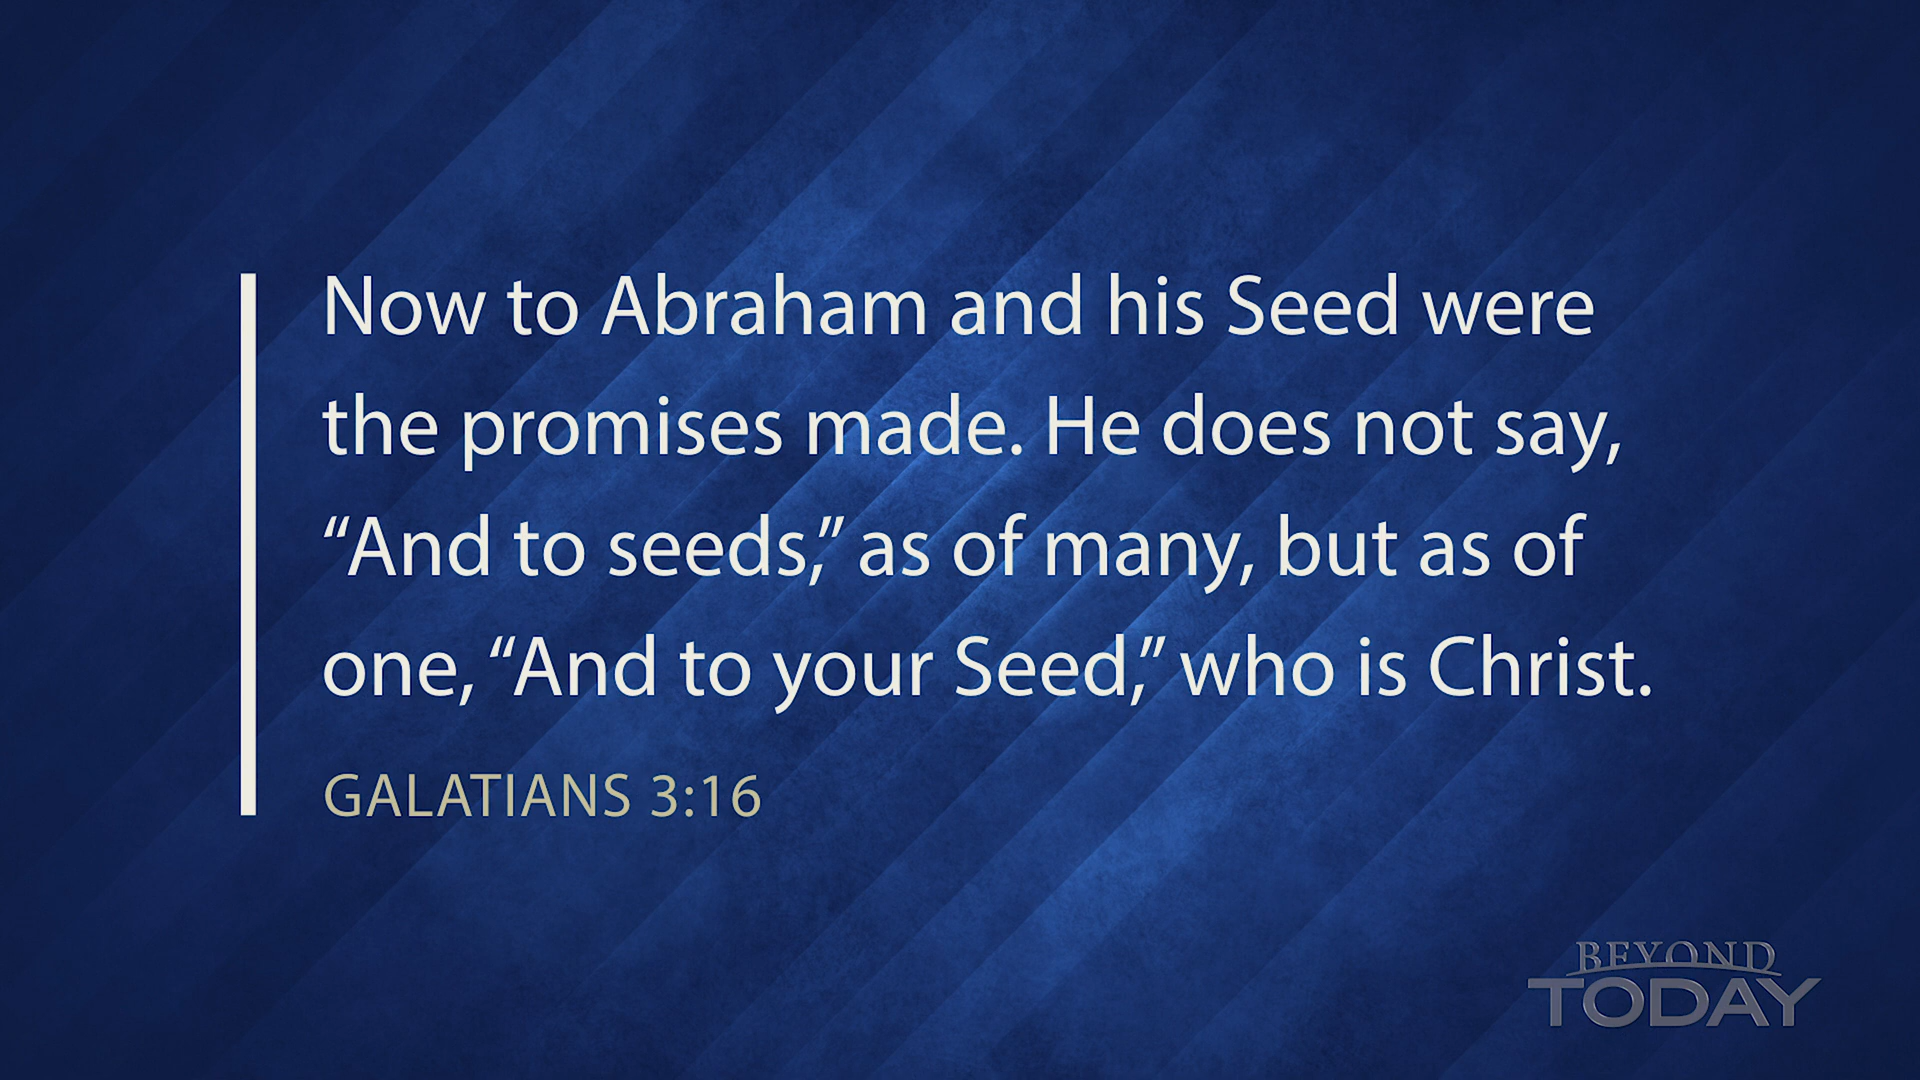 Now to Abraham and his Seed were
the promises made. He does not say,
“And to seeds,” as of many, but as of
one, “And to your Seed,” who is Christ.
GALATIANS 3:16
BEYOND
TODAY